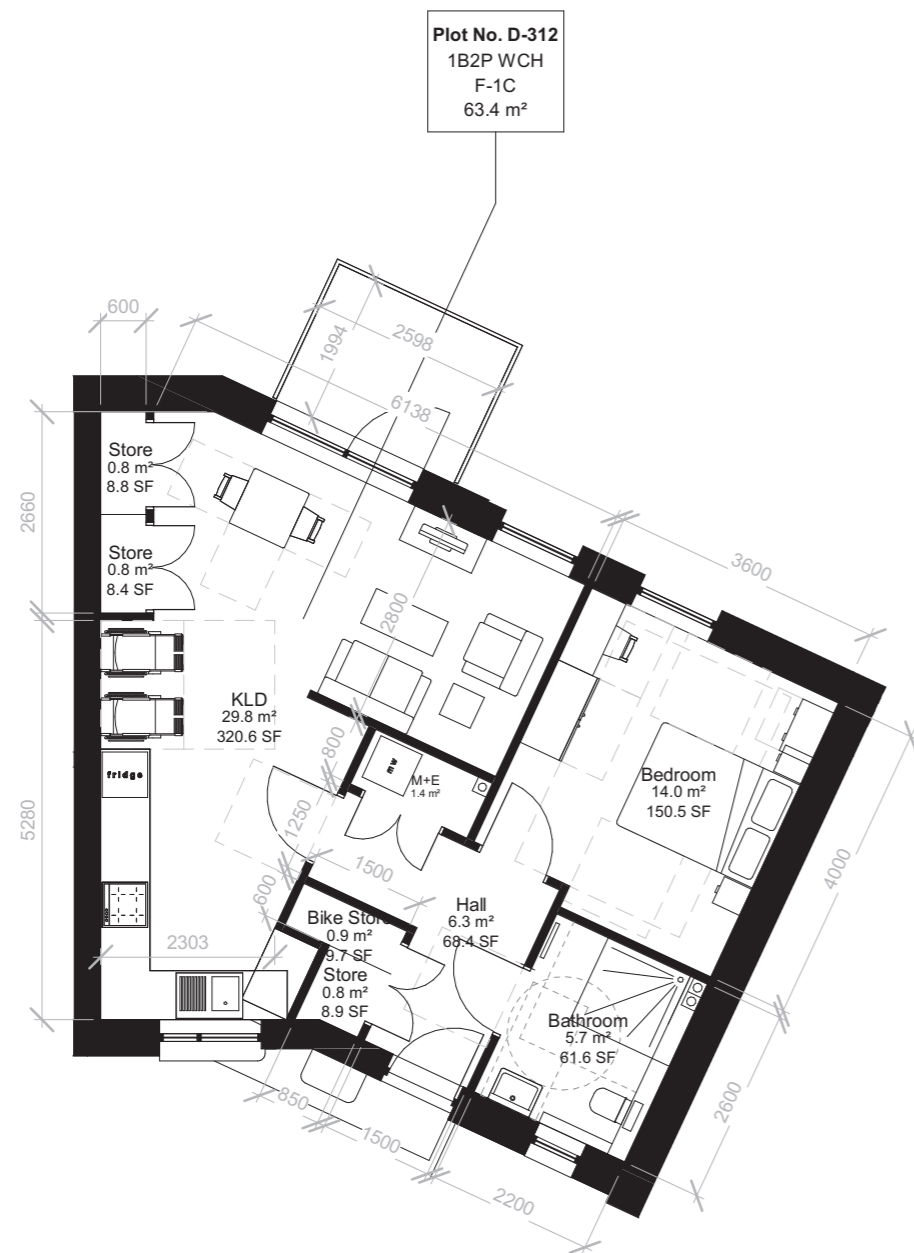 Plot No. D-312
1B2P WCH
F-1C
63.4 m²
600
1994
2598
6138
2660
Store
0.8 m²
8.8 SF
Store
0.8 m²
8.4 SF
3600
2800
KLD
29.8 m²
320.6 SF
800
mw
M+E
1.4 m²
Bedroom
14.0 m²
150.5 SF
fridge
5280
1250
1500
600
4000
Hall
6.3 m²
68.4 SF
Bike Store
0.9 m²
9.7 SF
2303
Store
0.8 m²
8.9 SF
Bathroom
5.7 m²
61.6 SF
850
1500
2600
2200